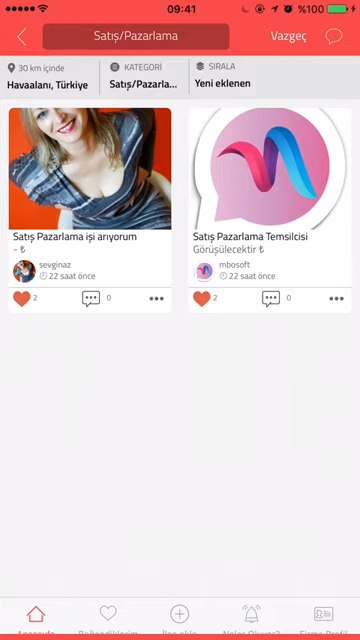 09:41
%100
Satış/Pazarlama
Vazgeç
30 km içinde
KATEGORİ
SIRALA
Havaalanı, Türkiye
Satış/Pazarla...
Yeni eklenen
Satış Pazarlama işi arıyorum
- ₺
sevginaz
22 saat önce
2
0
Satış Pazarlama Temsilcisi
Görüşülecektir ₺
mbosoft
22 saat önce
2
0